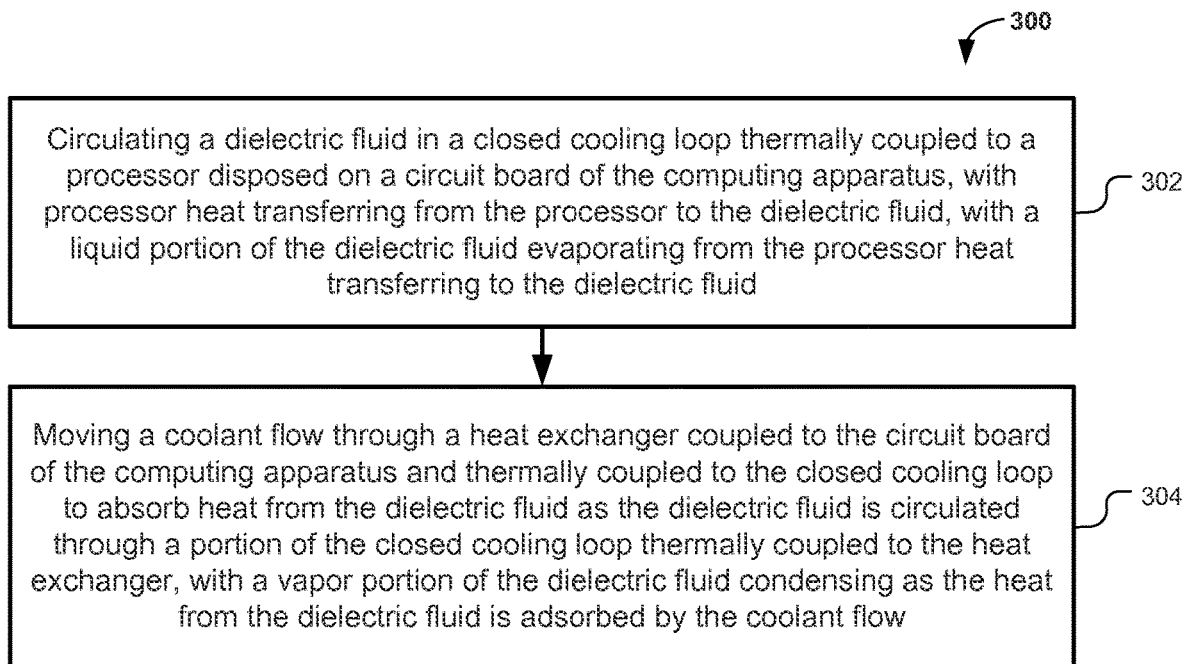 300
Circulating a dielectric fluid in a closed cooling loop thermally coupled to a
processor disposed on a circuit board of the computing apparatus, with
processor heat transferring from the processor to the dielectric fluid, with a
liquid portion of the dielectric fluid evaporating from the processor heat
transferring to the dielectric fluid
302
Moving a coolant flow through a heat exchanger coupled to the circuit board
of the computing apparatus and thermally coupled to the closed cooling loop
to absorb heat from the dielectric fluid as the dielectric fluid is circulated
through a portion of the closed cooling loop thermally coupled to the heat
exchanger, with a vapor portion of the dielectric fluid condensing as the heat
from the dielectric fluid is adsorbed by the coolant flow
304